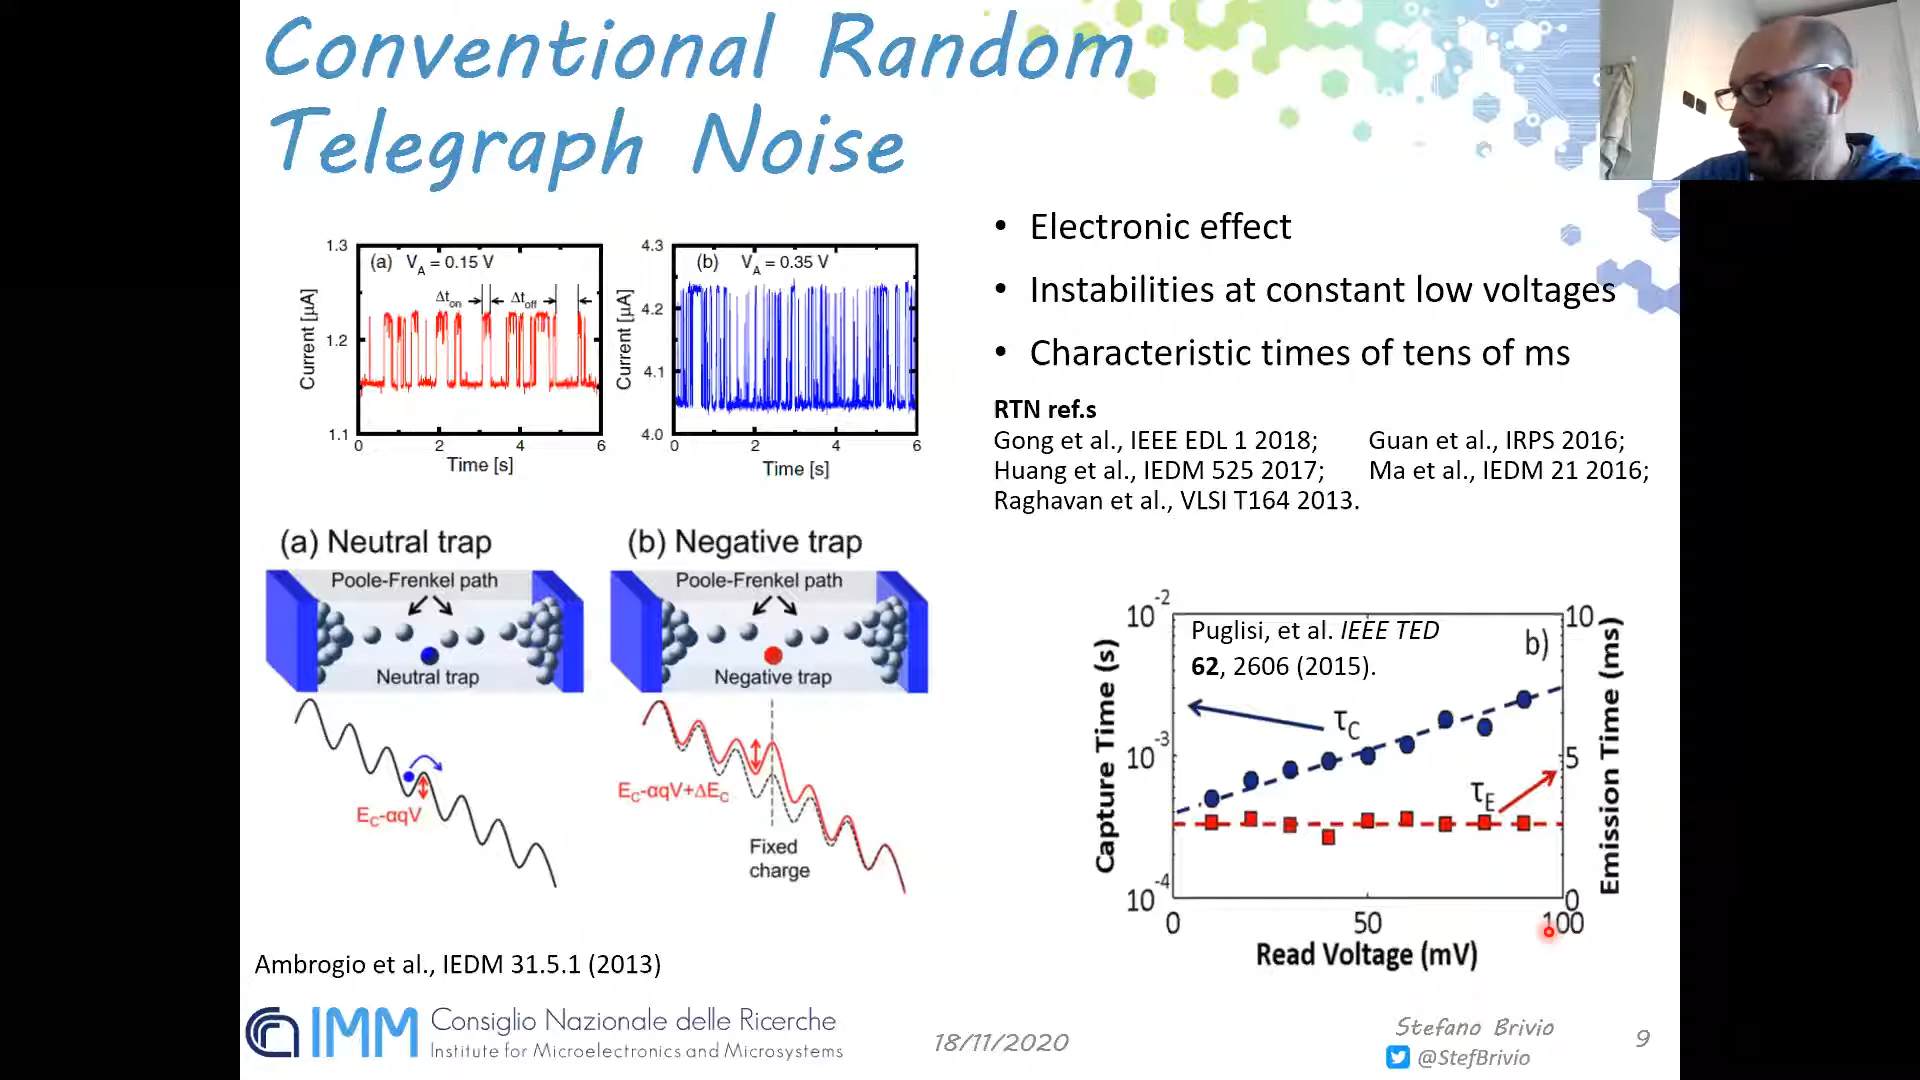 Conventional Random
Telegraph Noise
1.3
(a) V_A = 0.15 V
Δt_on
Δt_off
1.2
1.1
Current [µA]
0 2 4 6
Time [s]
4.3
(b) V_A = 0.35 V
4.2
4.1
4.0
Current [µA]
0 2 4 6
Time [s]
• Electronic effect
• Instabilities at constant low voltages
• Characteristic times of tens of ms
RTN ref.s
Gong et al., IEEE EDL 1 2018; Guan et al., IRPS 2016;
Huang et al., IEDM 525 2017; Ma et al., IEDM 21 2016;
Raghavan et al., VLSI T164 2013.
(a) Neutral trap
Poole-Frenkel path
Neutral trap
E_C-αqV
(b) Negative trap
Poole-Frenkel path
Negative trap
E_C-αqV+ΔE_C
Fixed
charge
Ambrogio et al., IEDM 31.5.1 (2013)
Puglisi, et al. IEEE TED
62, 2606 (2015).
b)
10^-2
10^-3
10^-4
Capture Time (s)
τ_C
τ_E
10
5
0
Emission Time (ms)
0 50 100
Read Voltage (mV)
IMM
Consiglio Nazionale delle Ricerche
Institute for Microelectronics and Microsystems
18/11/2020
Stefano Brivio
@StefBrivio
9